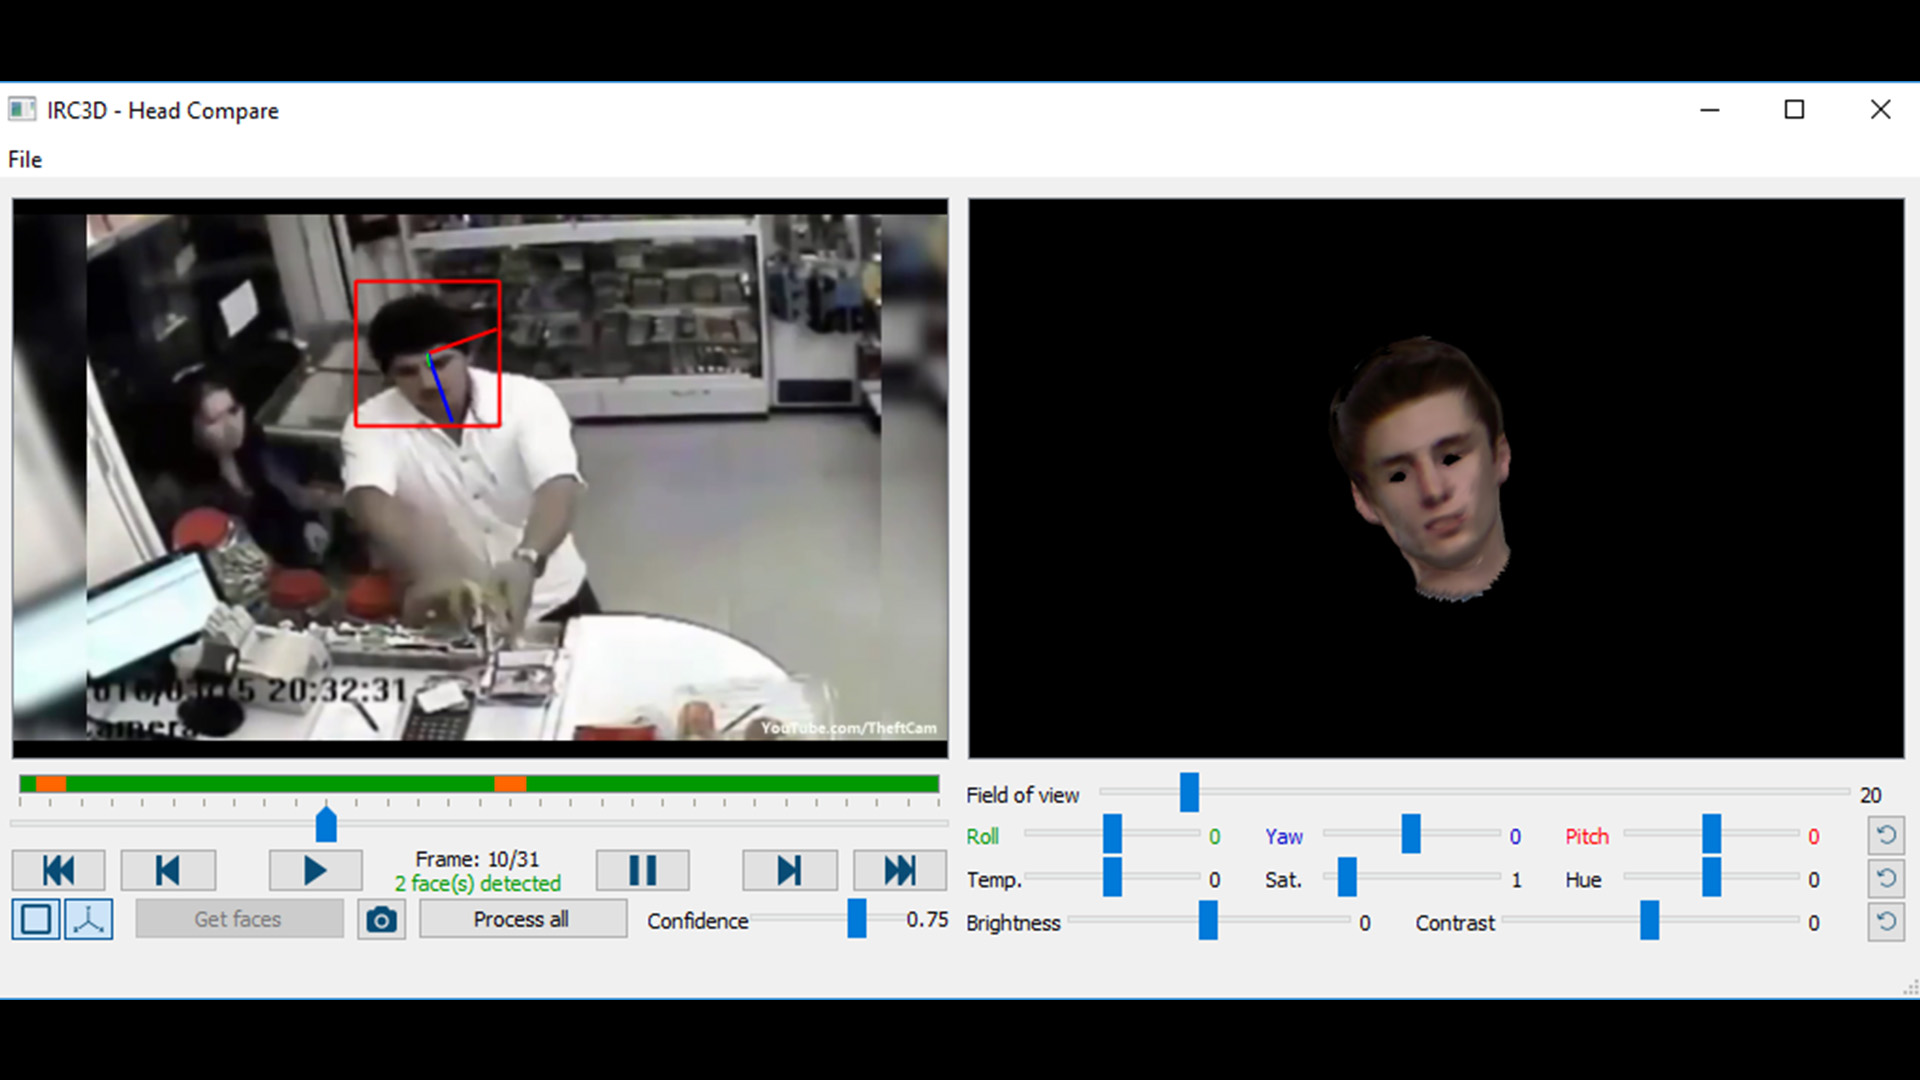 IRC3D - Head Compare
File
5 20:32:31
YouTube.com/TheftCam
Frame: 10/31
2 face(s) detected
Get faces
Process all
Confidence
0.75
Field of view
20
Roll
0
Yaw
0
Pitch
0
Temp.
0
Sat.
1
Hue
0
Brightness
0
Contrast
0